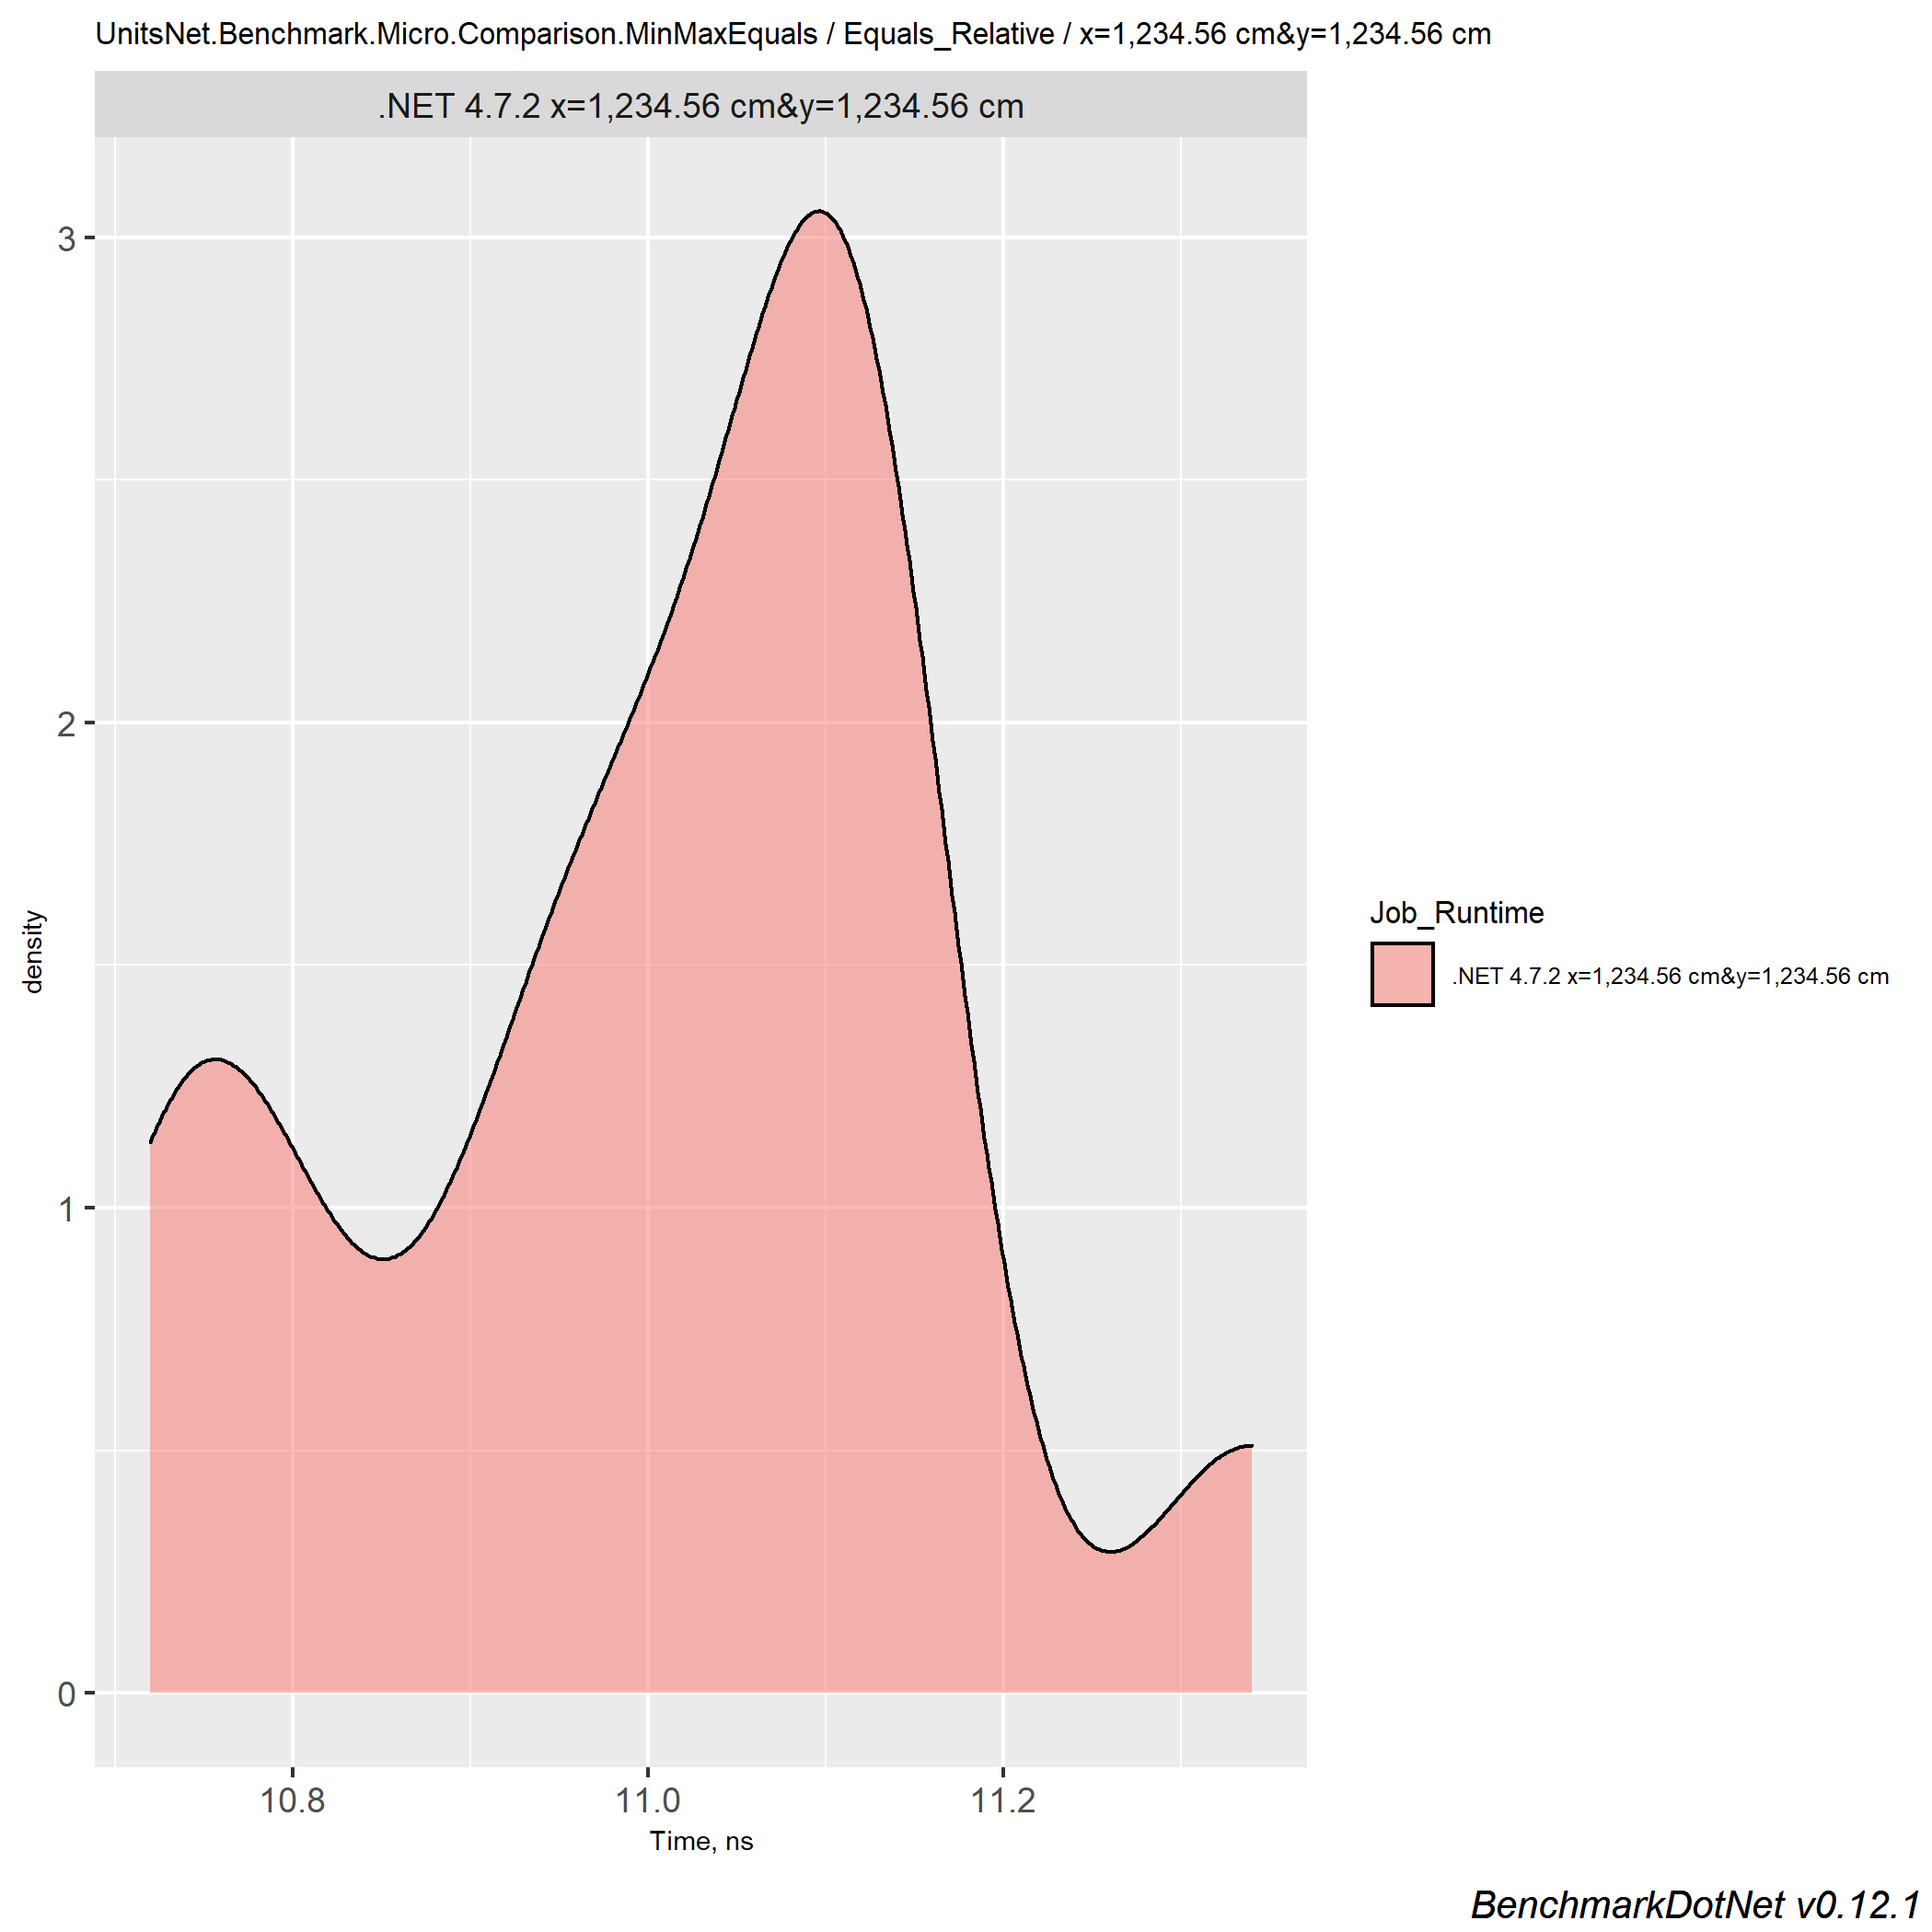 UnitsNet.Benchmark.Micro.Comparison.MinMaxEquals / Equals_Relative / x=1,234.56 cm&y=1,234.56 cm
.NET 4.7.2 x=1,234.56 cm&y=1,234.56 cm
3
2
1
0
density
10.8 11.0 11.2
Time, ns
Job_Runtime
.NET 4.7.2 x=1,234.56 cm&y=1,234.56 cm
BenchmarkDotNet v0.12.1